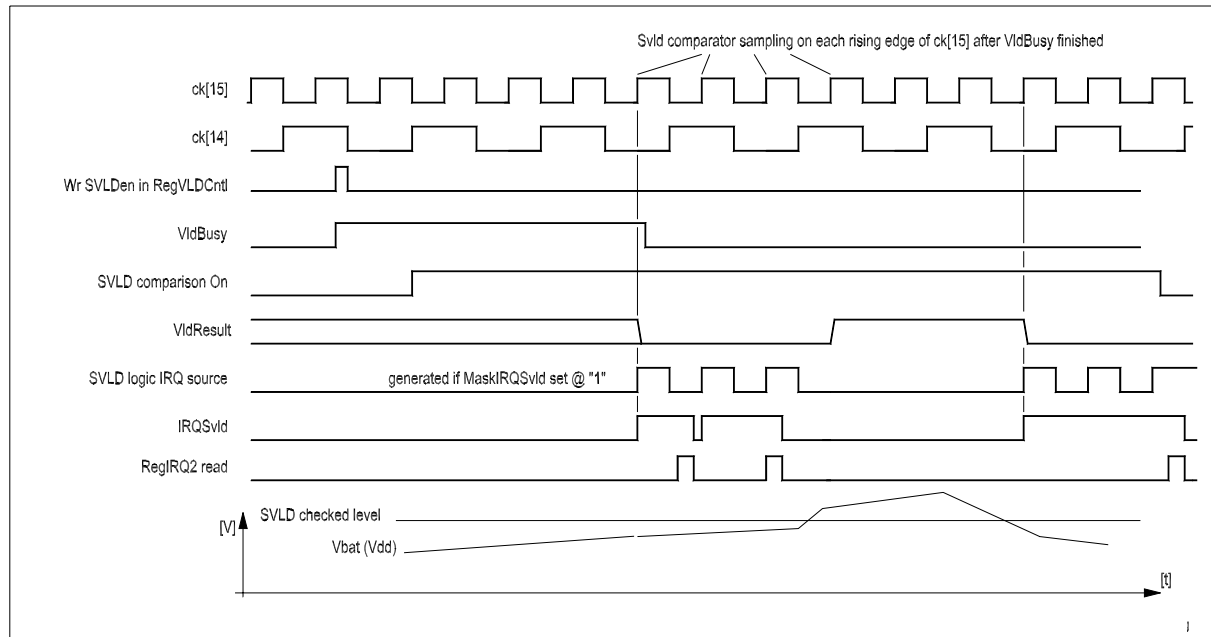 Svld comparator sampling on each rising edge of ck[15] after VldBusy finished
ck[15]
ck[14]
Wr SVLDen in RegVLDCntl
VldBusy
SVLD comparison On
VldResult
SVLD logic IRQ source
generated if MaskIRQSvld set @ "1"
IRQSvld
RegIRQ2 read
SVLD checked level
[V]
Vbat (Vdd)
[t]